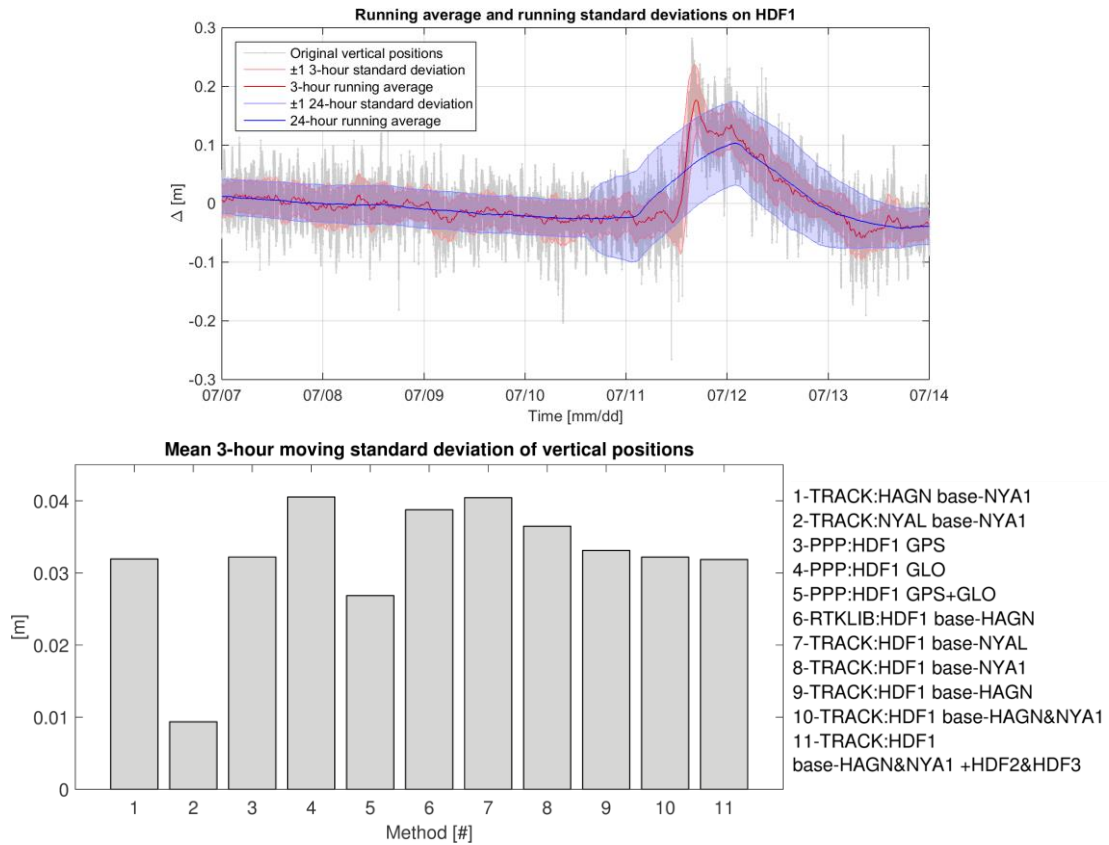 Running average and running standard deviations on HDF1
0.3
0.2
0.1
0
-0.1
-0.2
-0.3
Δ [m]
Original vertical positions
±1 3-hour standard deviation
3-hour running average
±1 24-hour standard deviation
24-hour running average
07/07 07/08 07/09 07/10 07/11 07/12 07/13 07/14
Time [mm/dd]
Mean 3-hour moving standard deviation of vertical positions
0.04
0.03
0.02
0.01
0
[m]
1 2 3 4 5 6 7 8 9 10 11
Method [#]
1-TRACK:HAGN base-NYA1
2-TRACK:NYAL base-NYA1
3-PPP:HDF1 GPS
4-PPP:HDF1 GLO
5-PPP:HDF1 GPS+GLO
6-RTKLIB:HDF1 base-HAGN
7-TRACK:HDF1 base-NYAL
8-TRACK:HDF1 base-NYA1
9-TRACK:HDF1 base-HAGN
10-TRACK:HDF1 base-HAGN&NYA1
11-TRACK:HDF1
base-HAGN&NYA1 +HDF2&HDF3